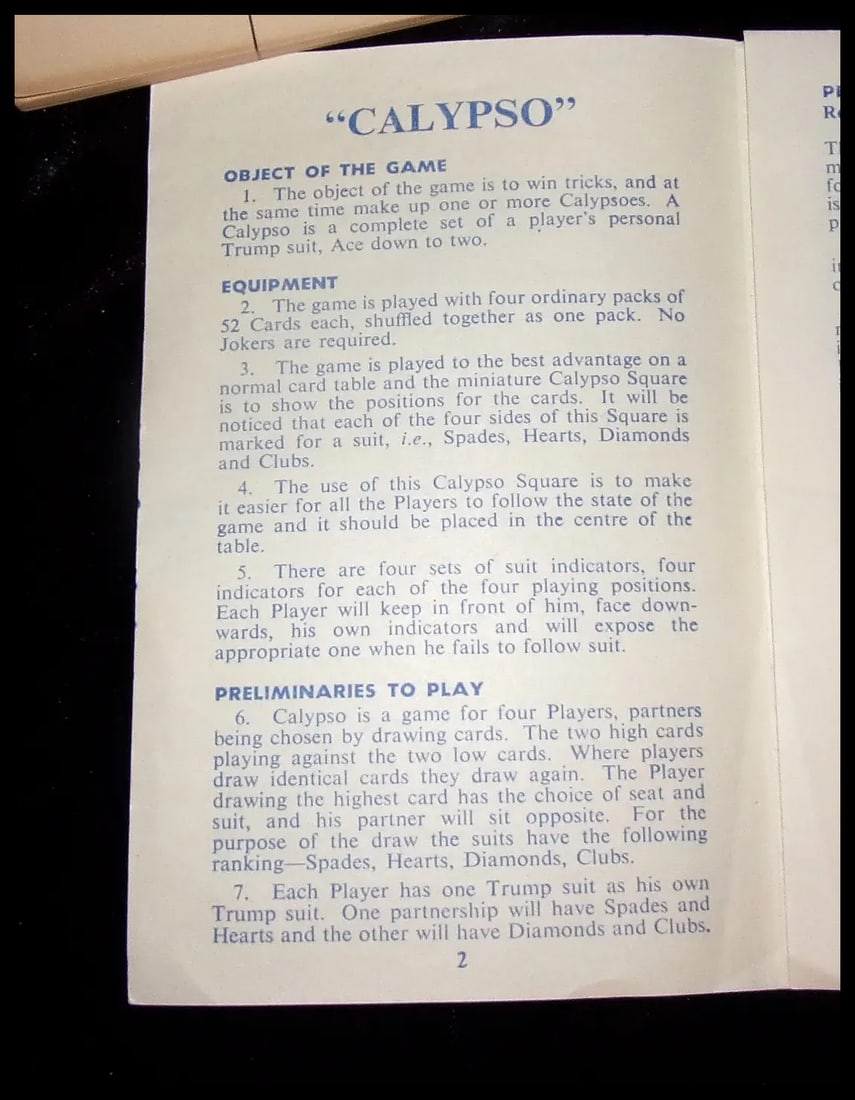 “CALYPSO”
OBJECT OF THE GAME
1. The object of the game is to win tricks, and at
the same time make up one or more Calypsoes. A
Calypso is a complete set of a player's personal
Trump suit, Ace down to two.
EQUIPMENT
2. The game is played with four ordinary packs of
52 Cards each, shuffled together as one pack. No
Jokers are required.
3. The game is played to the best advantage on a
normal card table and the miniature Calypso Square
is to show the positions for the cards. It will be
noticed that each of the four sides of this Square is
marked for a suit, i.e., Spades, Hearts, Diamonds
and Clubs.
4. The use of this Calypso Square is to make
it easier for all the Players to follow the state of the
game and it should be placed in the centre of the
table.
5. There are four sets of suit indicators, four
indicators for each of the four playing positions.
Each Player will keep in front of him, face down-
wards, his own indicators and will expose the
appropriate one when he fails to follow suit.
PRELIMINARIES TO PLAY
6. Calypso is a game for four Players, partners
being chosen by drawing cards. The two high cards
playing against the two low cards. Where players
draw identical cards they draw again. The Player
drawing the highest card has the choice of seat and
suit, and his partner will sit opposite. For the
purpose of the draw the suits have the following
ranking—Spades, Hearts, Diamonds, Clubs.
7. Each Player has one Trump suit as his own
Trump suit. One partnership will have Spades and
Hearts and the other will have Diamonds and Clubs.
2